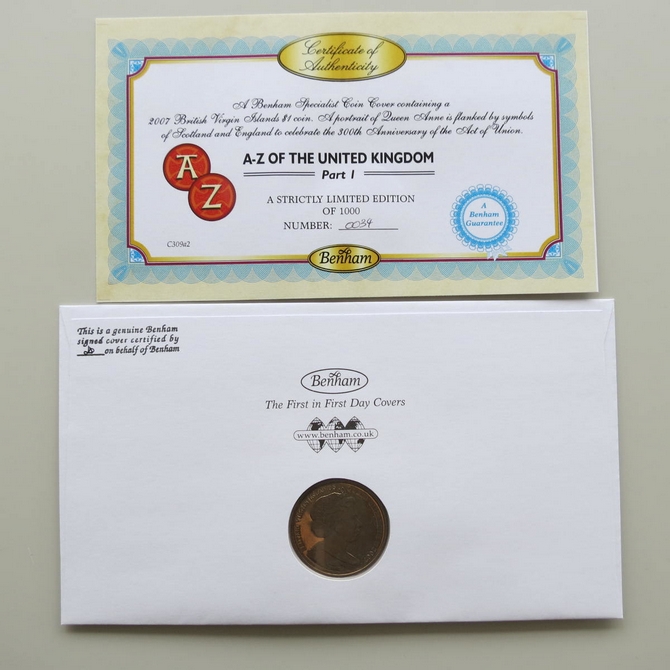 Certificate of
Authenticity
A Benham Specialist Coin Cover containing a
2007 British Virgin Islands $1 coin. A portrait of Queen Anne is flanked by symbols
of Scotland and England to celebrate the 300th Anniversary of the Act of Union.
A
Z
A-Z OF THE UNITED KINGDOM
Part 1
A STRICTLY LIMITED EDITION
OF 1000
NUMBER: 0034
A
Benham
Guarantee
C309a2
Benham
This is a genuine Benham
signed cover certified by
on behalf of Benham
Benham
The First in First Day Covers
www.benham.co.uk